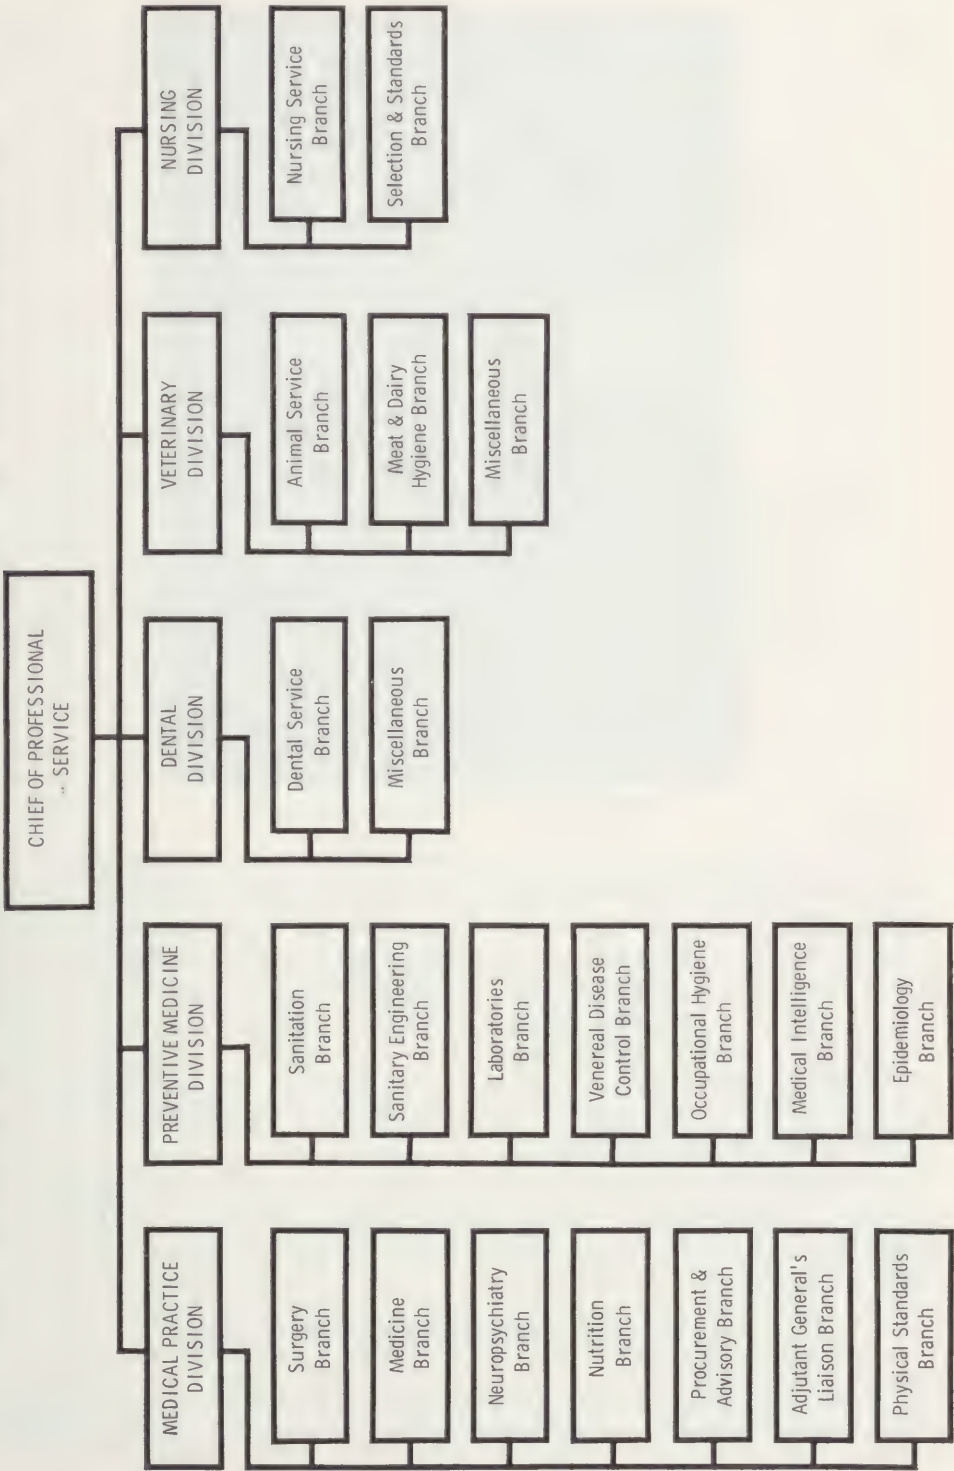 CHIEF OF PROFESSIONAL
SERVICE
MEDICAL PRACTICE
DIVISION
Surgery
Branch
Medicine
Branch
Neuropsychiatry
Branch
Nutrition
Branch
Procurement &
Advisory Branch
Adjutant General's
Liaison Branch
Physical Standards
Branch
PREVENTIVE MEDICINE
DIVISION
Sanitation
Branch
Sanitary Engineering
Branch
Laboratories
Branch
Venereal Disease
Control Branch
Occupational Hygiene
Branch
Medical Intelligence
Branch
Epidemiology
Branch
DENTAL
DIVISION
Dental Service
Branch
Miscellaneous
Branch
VETERINARY
DIVISION
Animal Service
Branch
Meat & Dairy
Hygiene Branch
Miscellaneous
Branch
NURSING
DIVISION
Nursing Service
Branch
Selection & Standards
Branch